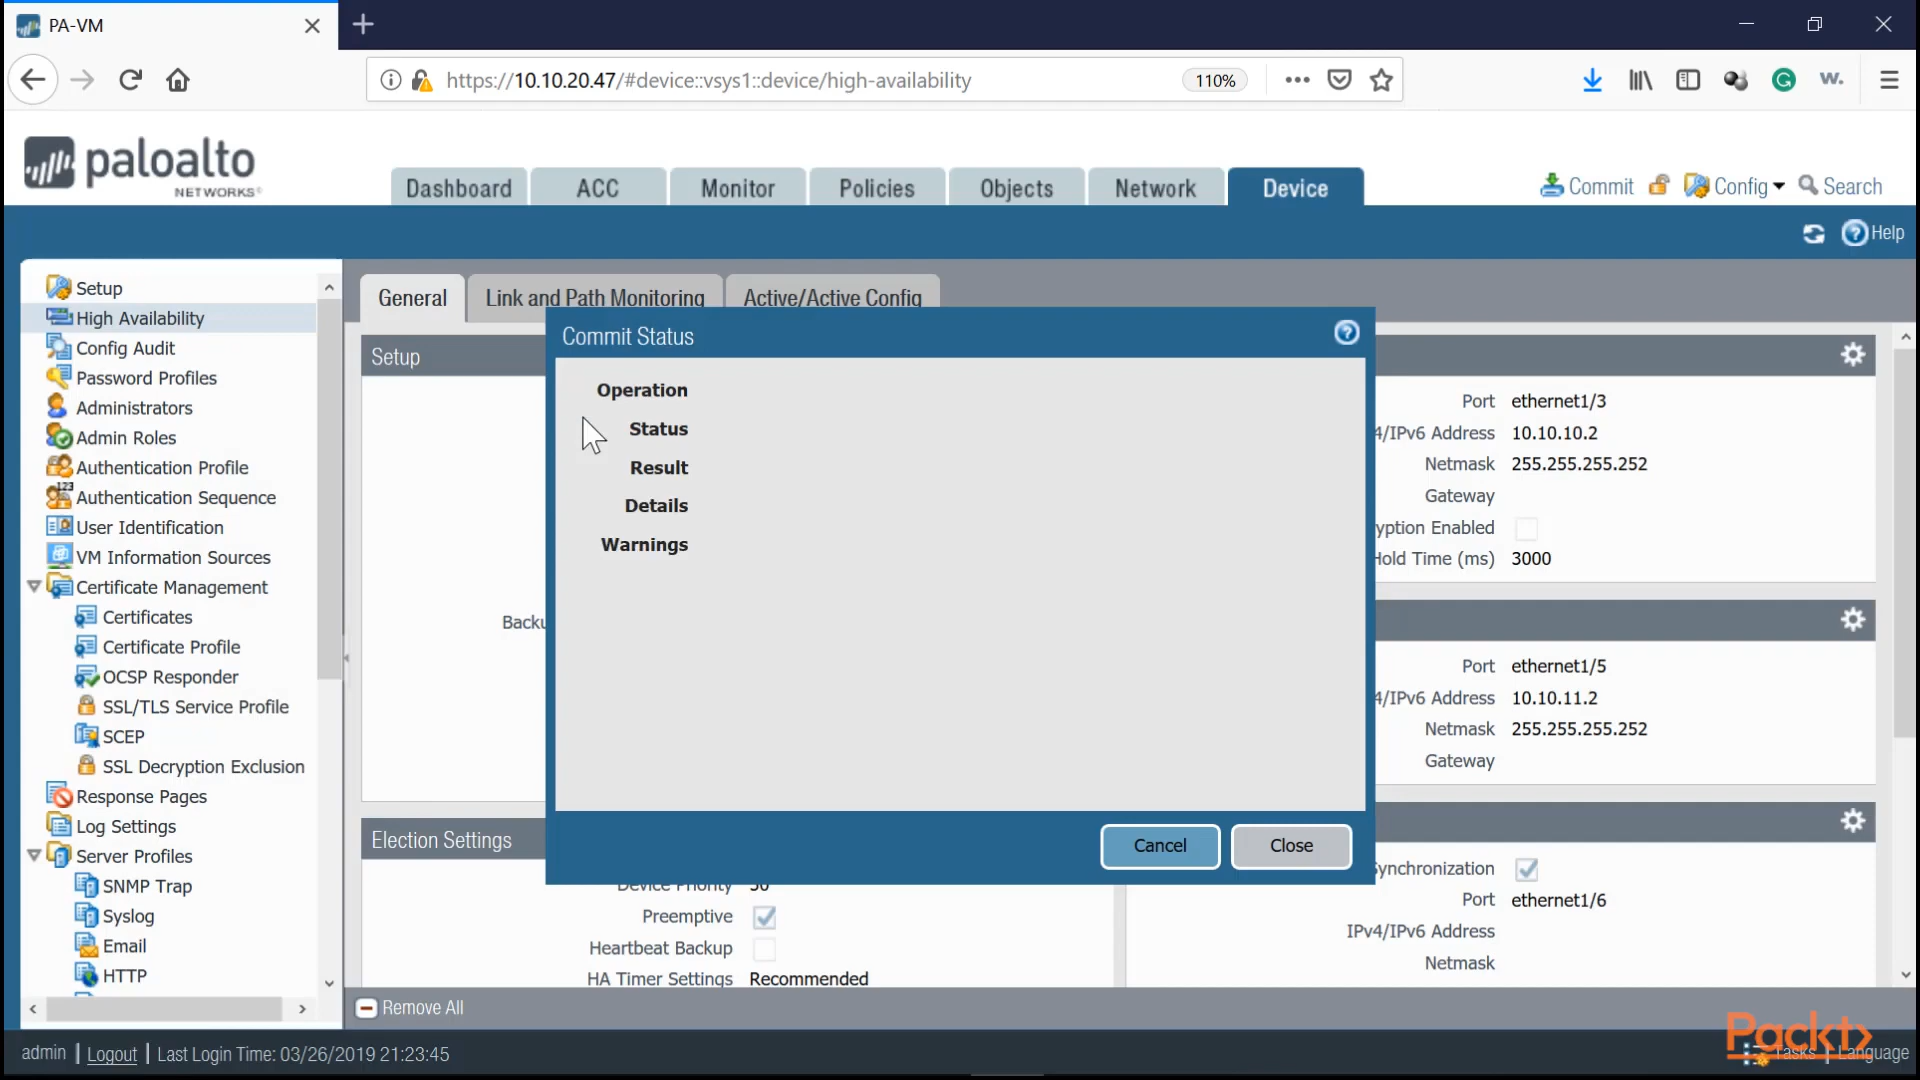 PA-VM
https://10.10.20.47/#device::vsys1::device/high-availability
110%
w.
paloalto
NETWORKS
Dashboard
ACC
Monitor
Policies
Objects
Network
Device
Commit
Config
Search
Help
Setup
High Availability
Config Audit
Password Profiles
Administrators
Admin Roles
Authentication Profile
Authentication Sequence
User Identification
VM Information Sources
Certificate Management
Certificates
Certificate Profile
OCSP Responder
SSL/TLS Service Profile
SCEP
SSL Decryption Exclusion
Response Pages
Log Settings
Server Profiles
SNMP Trap
Syslog
Email
HTTP
General
Link and Path Monitoring
Active/Active Config
Setup
Backu
Commit Status
Operation
Status
Result
Details
Warnings
Cancel
Close
Port ethernet1/3
4/IPv6 Address 10.10.10.2
Netmask 255.255.255.252
Gateway
yption Enabled
Hold Time (ms) 3000
Port ethernet1/5
4/IPv6 Address 10.10.11.2
Netmask 255.255.255.252
Gateway
Synchronization
Port ethernet1/6
IPv4/IPv6 Address
Netmask
Election Settings
Device Priority 50
Preemptive
Heartbeat Backup
HA Timer Settings Recommended
Remove All
admin | Logout | Last Login Time: 03/26/2019 21:23:45
Packt>
Tasks | Language